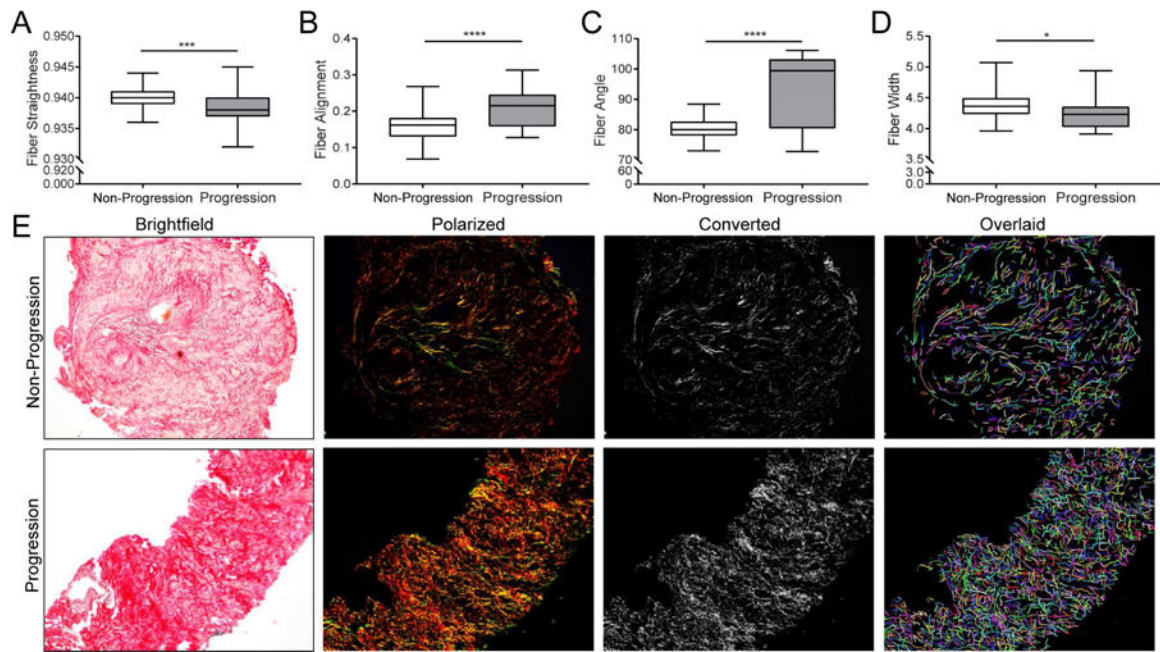 A
Fiber Straightness
0.950
0.945
0.940
0.935
0.930
0.920
0.000
***
Non-Progression Progression
B
Fiber Alignment
0.4
0.3
0.2
0.1
0.0
****
Non-Progression Progression
C
Fiber Angle
110
100
90
80
70
60
0
****
Non-Progression Progression
D
Fiber Width
5.5
5.0
4.5
4.0
3.5
3.0
0.0
*
Non-Progression Progression
E
Brightfield Polarized Converted Overlaid
Non-Progression
Progression